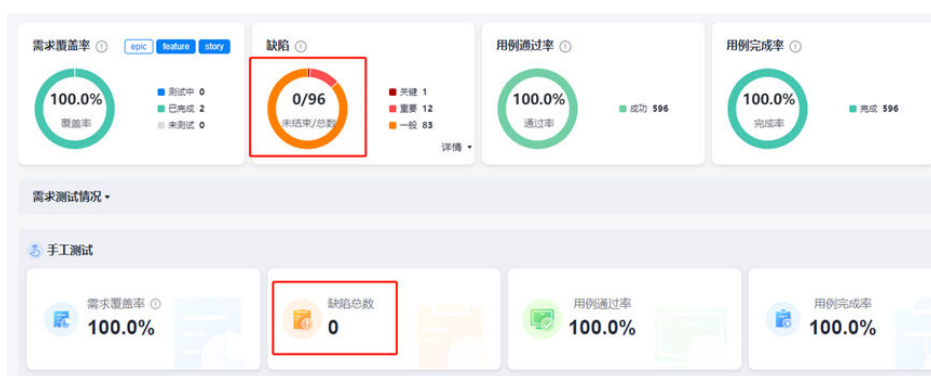 需求覆盖率 epic feature story
100.0%
覆盖率
测试中 0
已完成 2
未测试 0
缺陷
0/96
未结束/总数
关键 1
重要 12
一般 83
详情
用例通过率
100.0%
通过率
成功 596
用例完成率
100.0%
完成率
完成 596
需求测试情况
手工测试
需求覆盖率
100.0%
缺陷总数
0
用例通过率
100.0%
用例完成率
100.0%